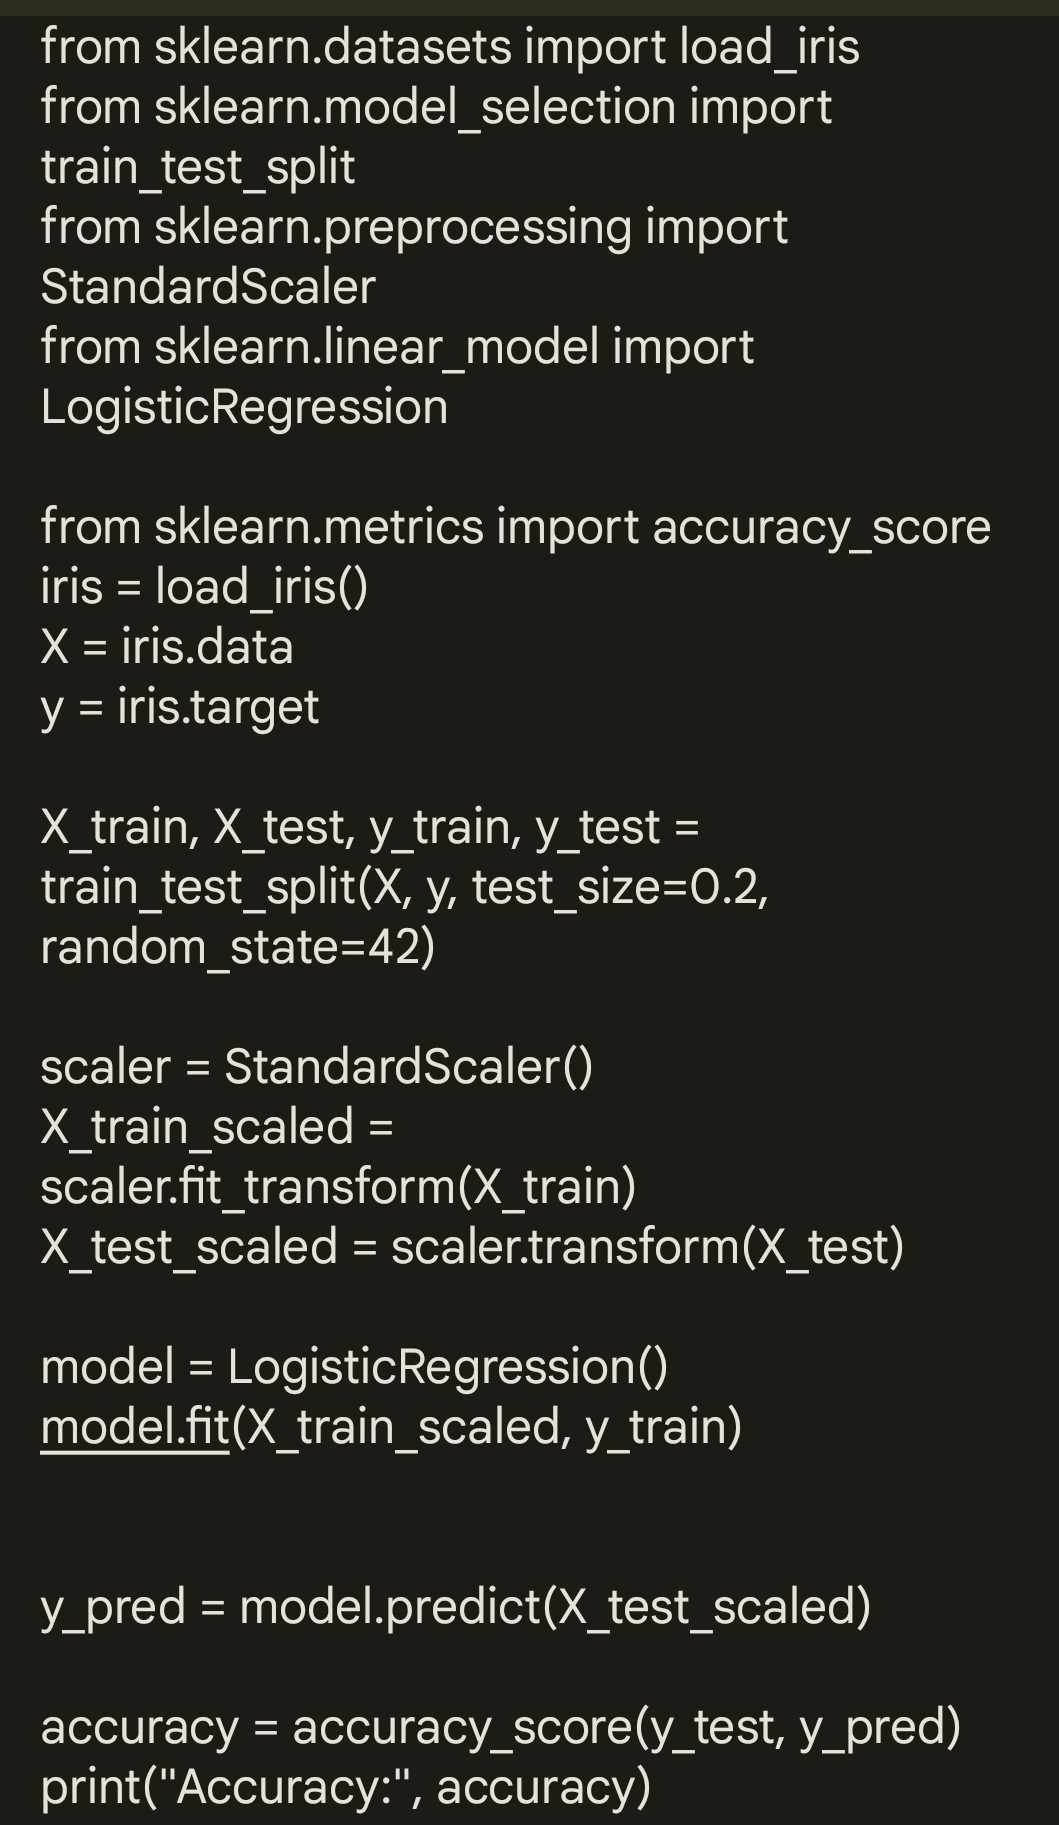 from sklearn.datasets import load_iris
from sklearn.model_selection import
train_test_split
from sklearn.preprocessing import
StandardScaler
from sklearn.linear_model import
LogisticRegression

from sklearn.metrics import accuracy_score
iris = load_iris()
X = iris.data
y = iris.target

X_train, X_test, y_train, y_test =
train_test_split(X, y, test_size=0.2,
random_state=42)

scaler = StandardScaler()
X_train_scaled =
scaler.fit_transform(X_train)
X_test_scaled = scaler.transform(X_test)

model = LogisticRegression()
model.fit(X_train_scaled, y_train)

y_pred = model.predict(X_test_scaled)

accuracy = accuracy_score(y_test, y_pred)
print("Accuracy:", accuracy)